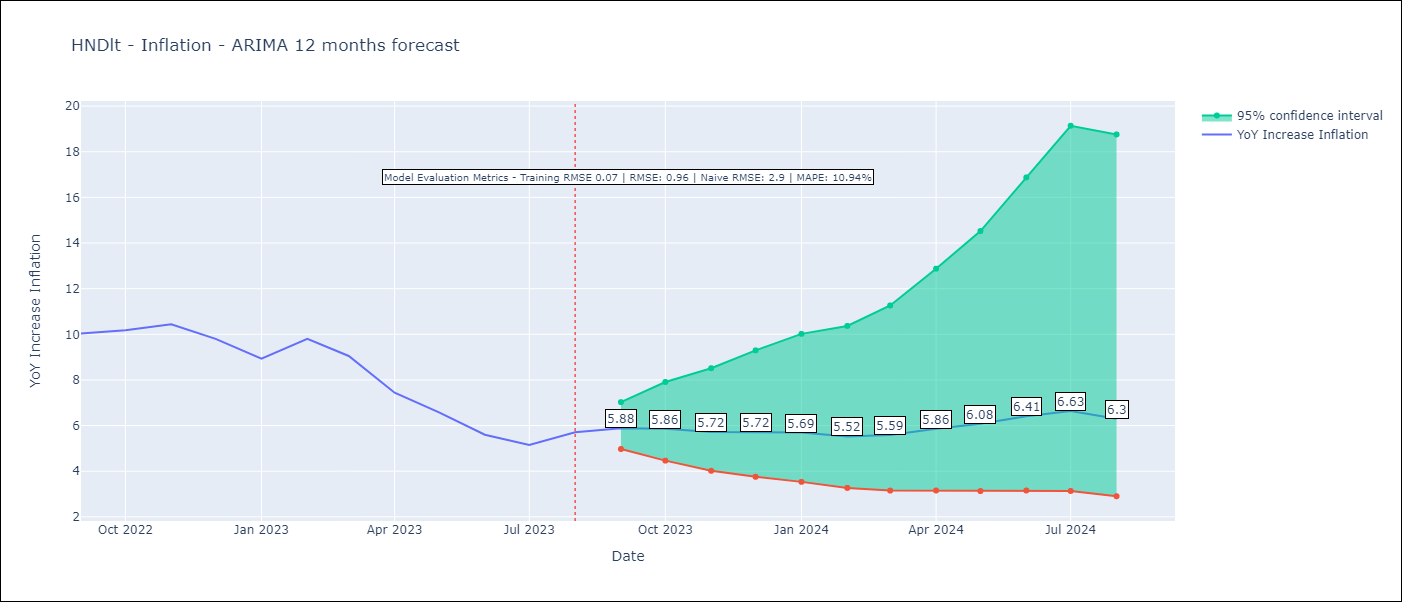 HNDlt - Inflation - ARIMA 12 months forecast
20
18
16
14
12
10
8
6
4
2
YoY Increase Inflation
Model Evaluation Metrics - Training RMSE 0.07 | RMSE: 0.96 | Naive RMSE: 2.9 | MAPE: 10.94%
5.88
5.86
5.72
5.72
5.69
5.52
5.59
5.86
6.08
6.41
6.63
6.3
Oct 2022
Jan 2023
Apr 2023
Jul 2023
Oct 2023
Jan 2024
Apr 2024
Jul 2024
Date
95% confidence interval
YoY Increase Inflation